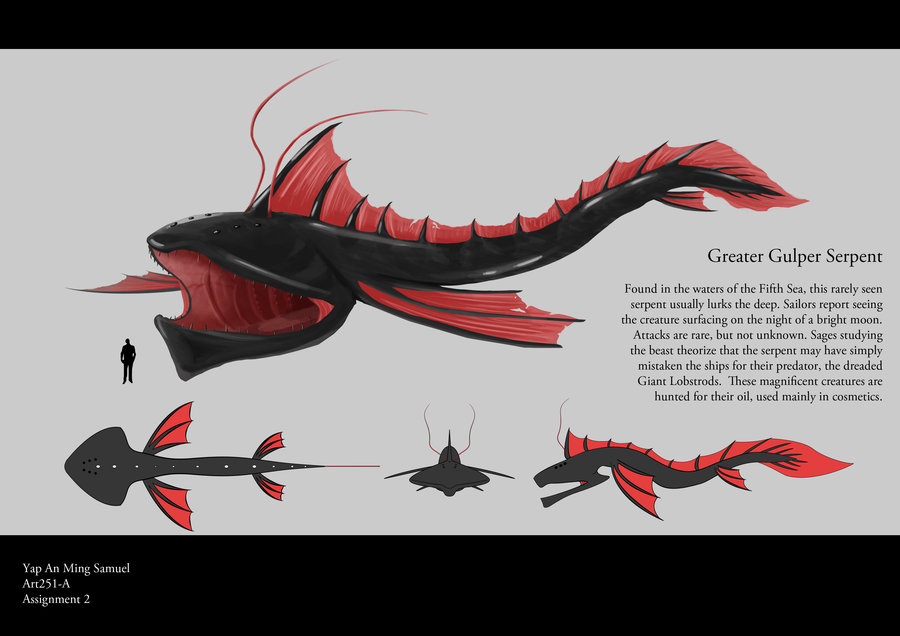 Greater Gulper Serpent
Found in the waters of the Fifth Sea, this rarely seen
serpent usually lurks the deep. Sailors report seeing
the creature surfacing on the night of a bright moon.
Attacks are rare, but not unknown. Sages studying
the beast theorize that the serpent may have simply
mistaken the ships for their predator, the dreaded
Giant Lobstrods. These magnificent creatures are
hunted for their oil, used mainly in cosmetics.
Yap An Ming Samuel
Art251-A
Assignment 2